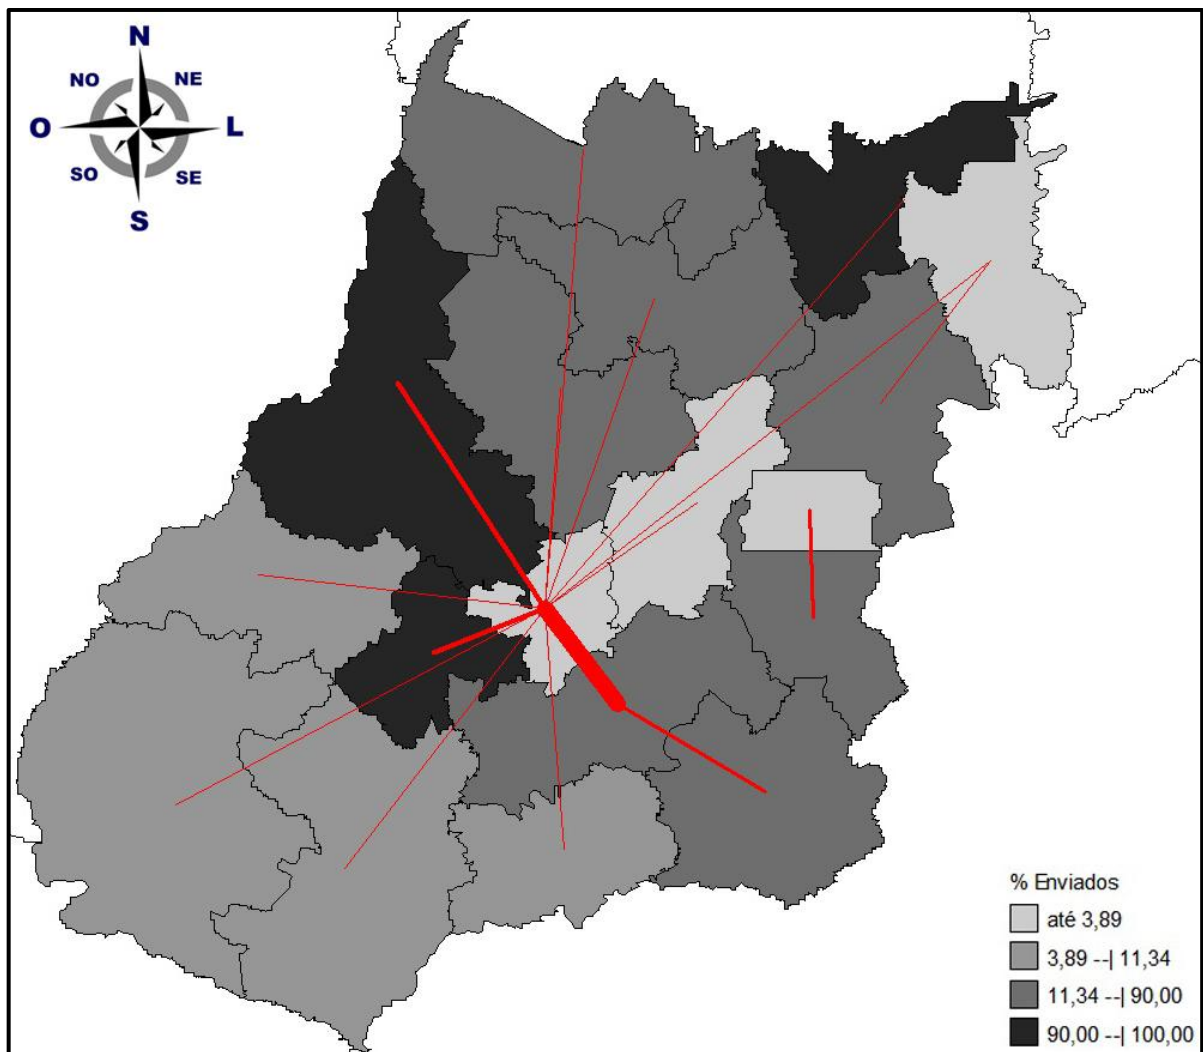 N
NO NE
O L
SO SE
S
% Enviados
até 3,89
3,89 --| 11,34
11,34 --| 90,00
90,00 --| 100,00